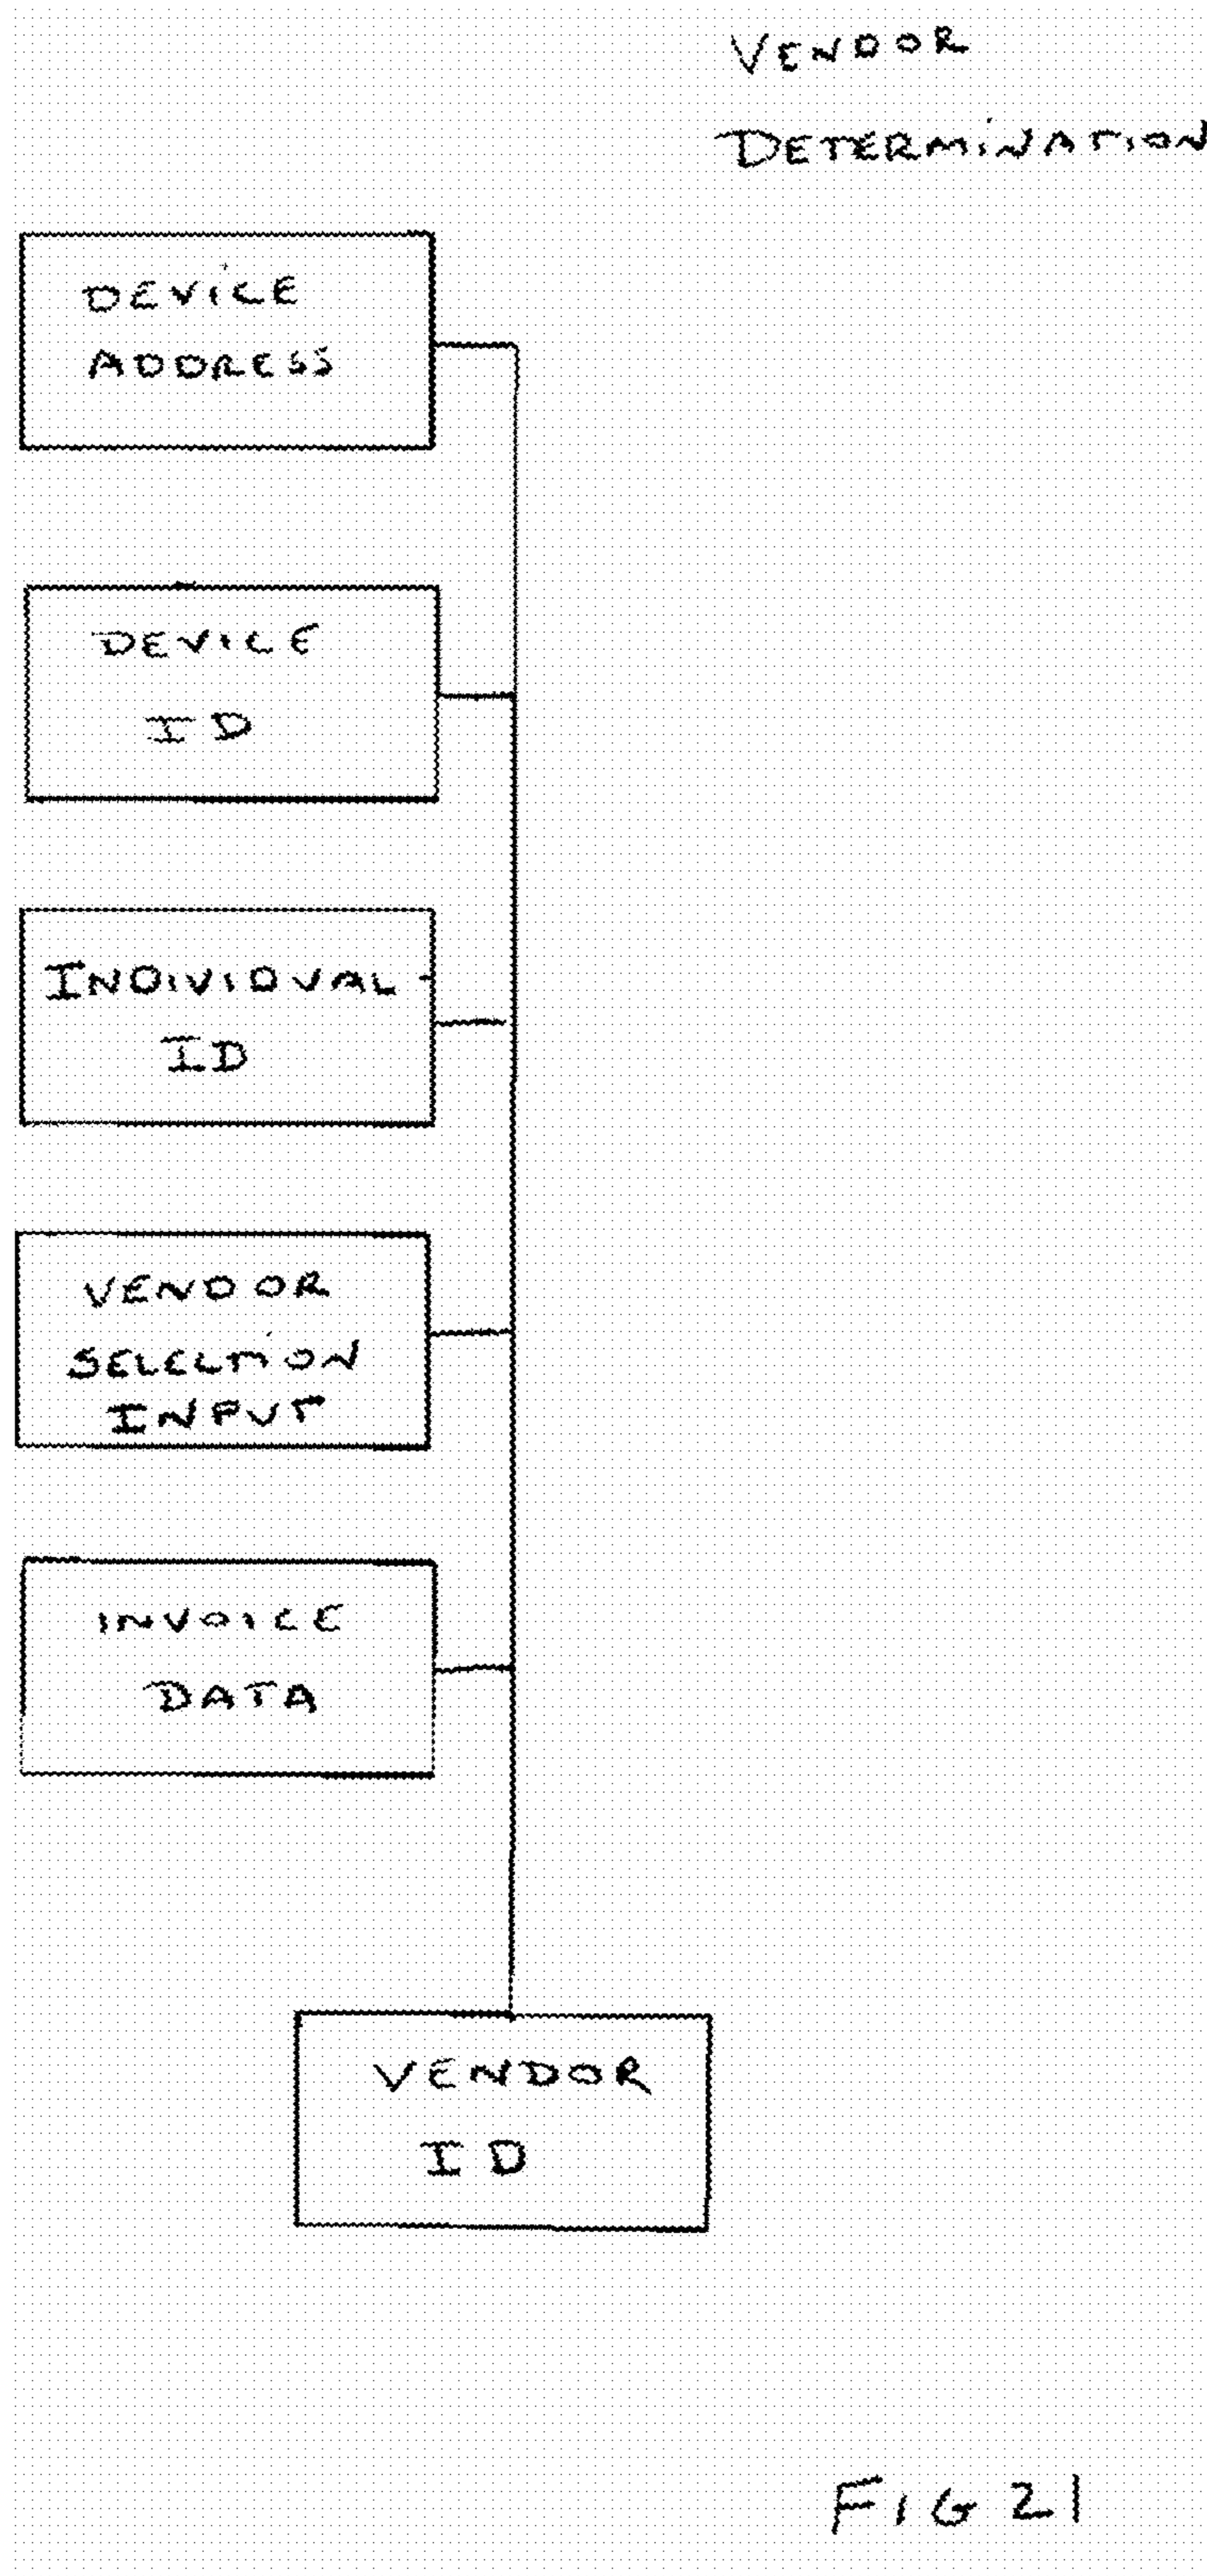 VENDOR
DETERMINATION
DEVICE
ADDRESS
DEVICE
ID
INDIVIDUAL
ID
VENDOR
SELECTION
INPUT
INVOICE
DATA
VENDOR
ID
FIG 21